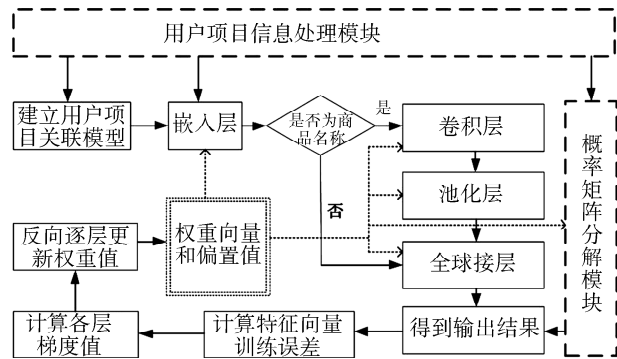 用户项目信息处理模块
建立用户项
目关联模型
嵌入层
是否为商
品名称
是
否
卷积层
池化层
全球接层
得到输出结果
概率矩阵分解模块
权重向量
和偏置值
反向逐层更
新权重值
计算各层
梯度值
计算特征向量
训练误差